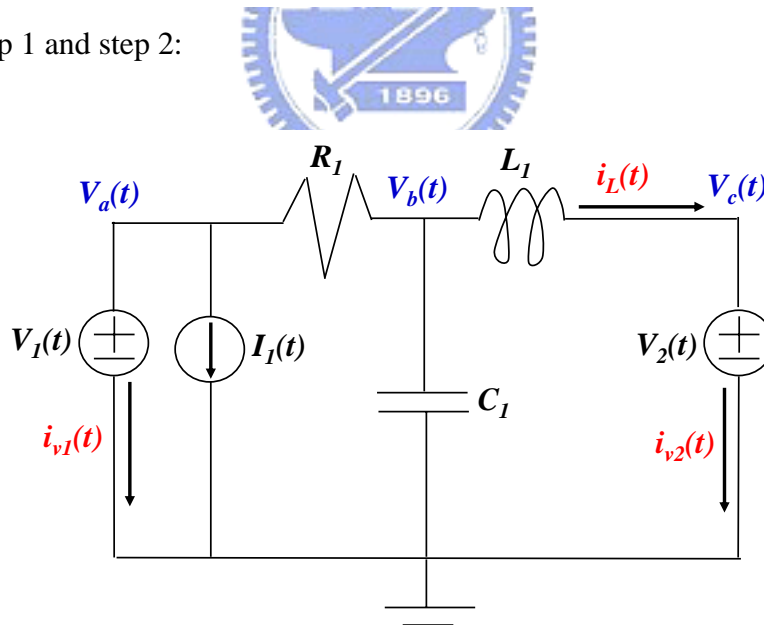 p 1 and step 2:
1896
R1
Va(t)
Vb(t)
L1
iL(t)
Vc(t)
V1(t)
I1(t)
V2(t)
C1
iv1(t)
iv2(t)